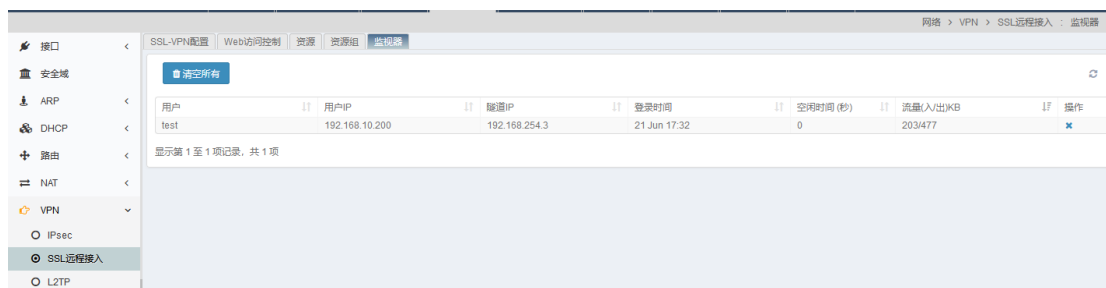 网络 > VPN > SSL远程接入 : 监视器
接口
SSL-VPN配置 Web访问控制 资源 资源组 监视器
安全域
清空所有
ARP
用户 用户IP 隧道IP 登录时间 空闲时间 (秒) 流量(入/出)KB 操作
DHCP
test 192.168.10.200 192.168.254.3 21 Jun 17:32 0 203/477
路由
显示第 1 至 1 项记录，共 1 项
NAT
VPN
IPsec
SSL远程接入
L2TP